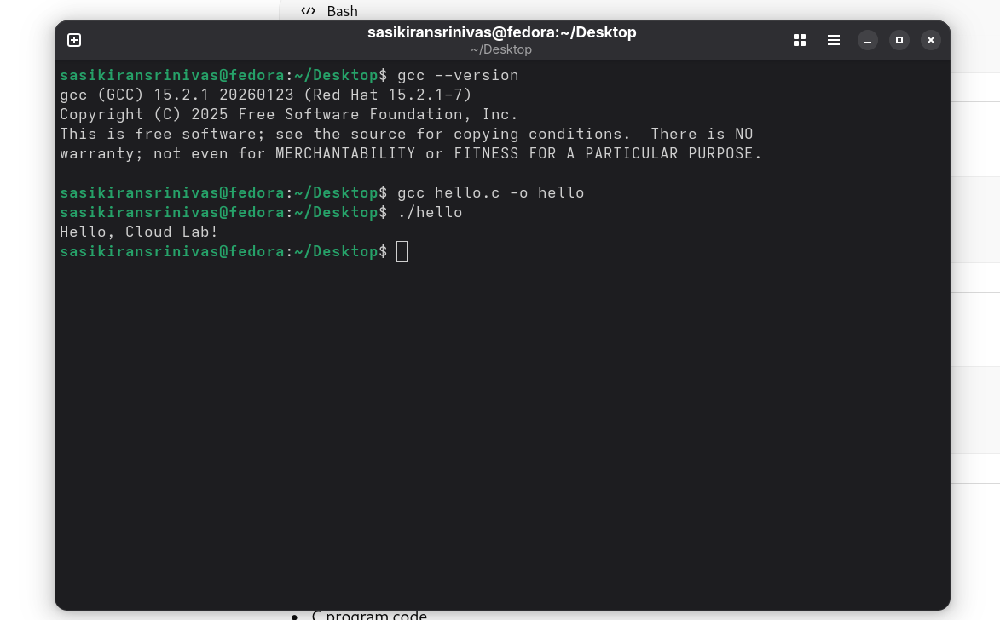 Bash
sasikiransrinivas@fedora:~/Desktop
~/Desktop
sasikiransrinivas@fedora:~/Desktop$ gcc --version
gcc (GCC) 15.2.1 20260123 (Red Hat 15.2.1-7)
Copyright (C) 2025 Free Software Foundation, Inc.
This is free software; see the source for copying conditions.  There is NO
warranty; not even for MERCHANTABILITY or FITNESS FOR A PARTICULAR PURPOSE.
sasikiransrinivas@fedora:~/Desktop$ gcc hello.c -o hello
sasikiransrinivas@fedora:~/Desktop$ ./hello
Hello, Cloud Lab!
sasikiransrinivas@fedora:~/Desktop$
C program code